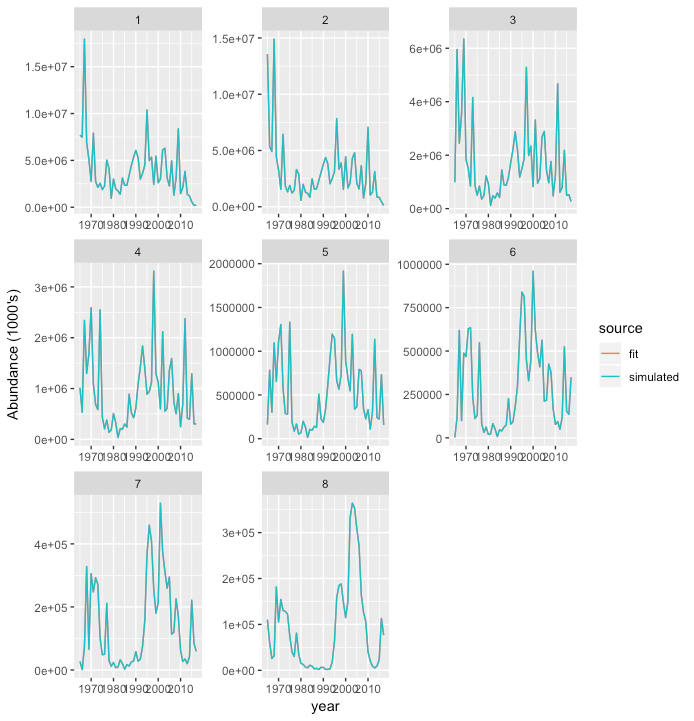 1
2
3
1.5e+07
1.0e+07
5.0e+06
0.0e+00
1.5e+07
1.0e+07
5.0e+06
0.0e+00
6e+06
4e+06
2e+06
0e+00
1970 1980 1990 2000 2010
1970 1980 1990 2000 2010
1970 1980 1990 2000 2010
4
5
6
3e+06
2e+06
1e+06
0e+00
2000000
1500000
1000000
500000
0
1000000
750000
500000
250000
0
1970 1980 1990 2000 2010
1970 1980 1990 2000 2010
1970 1980 1990 2000 2010
7
8
4e+05
2e+05
0e+00
3e+05
2e+05
1e+05
0e+00
1970 1980 1990 2000 2010
1970 1980 1990 2000 2010
Abundance (1000's)
year
source
fit
simulated